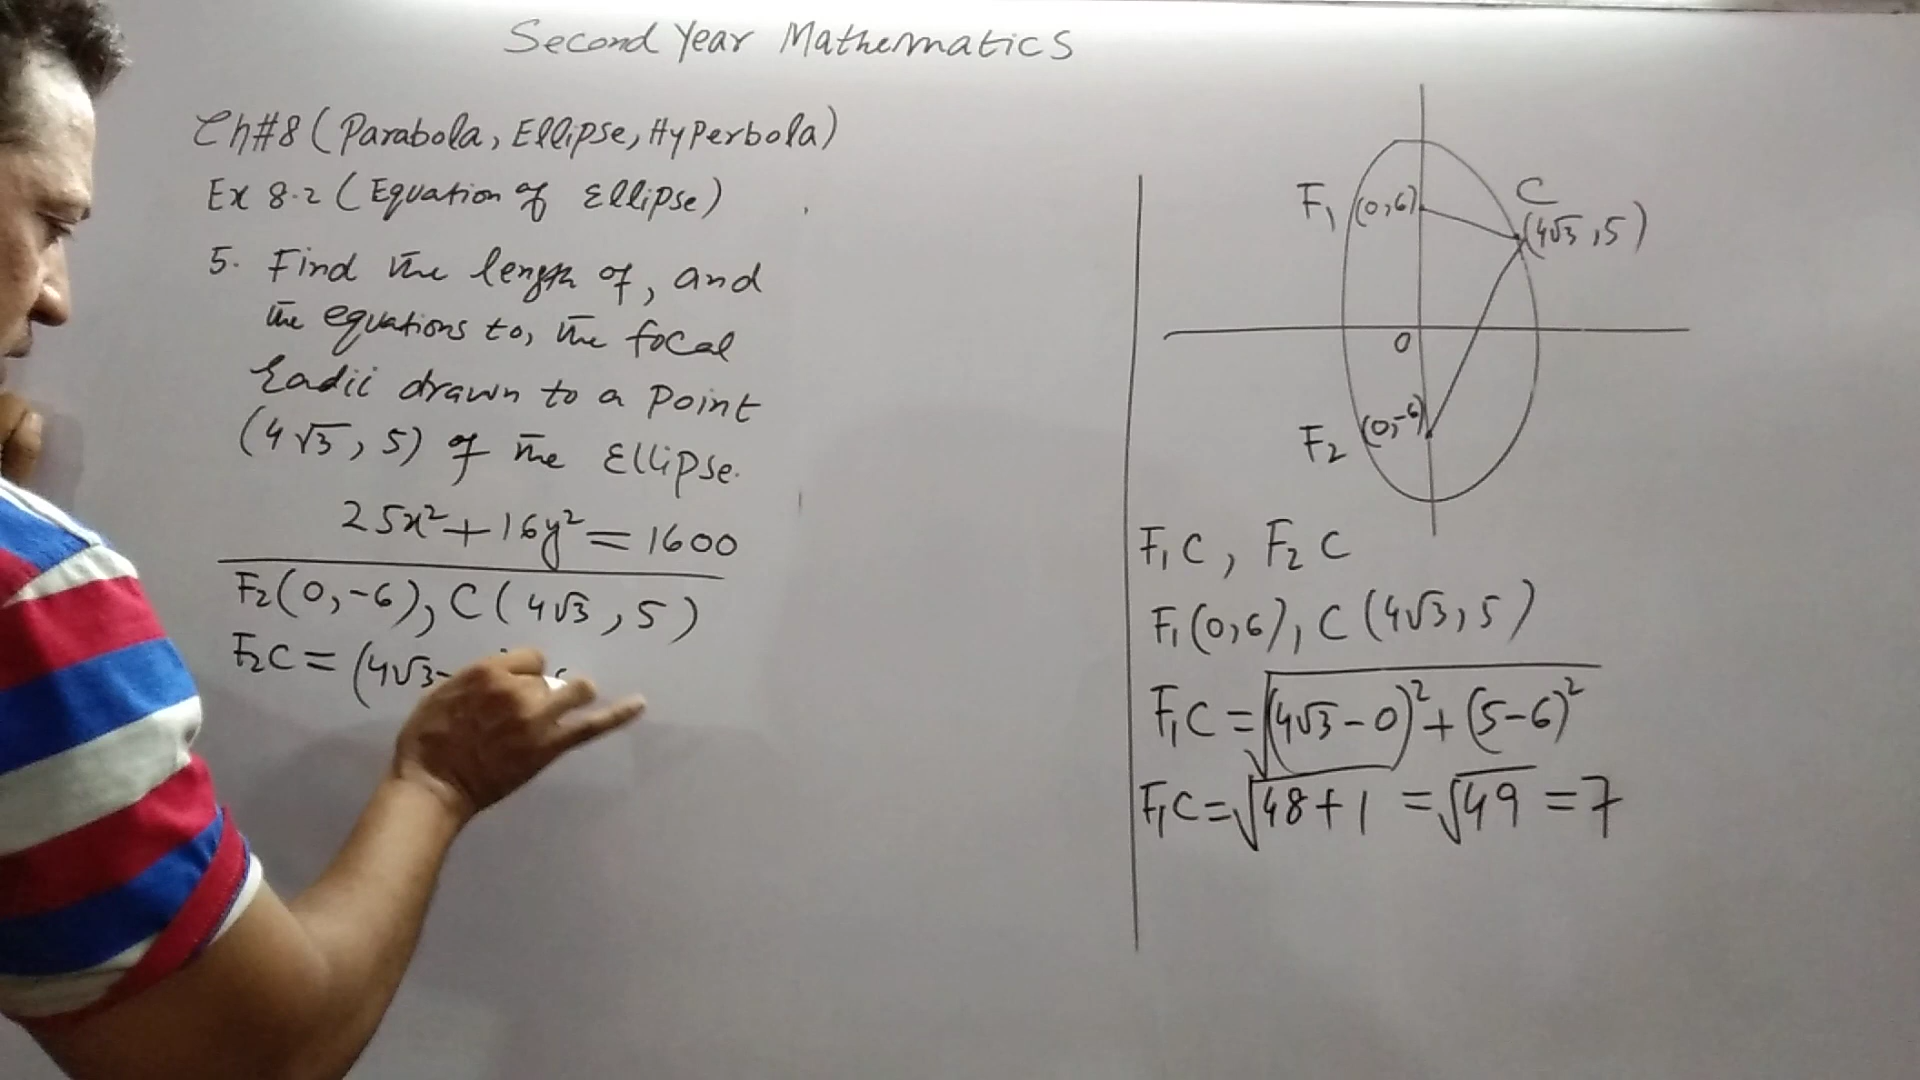 Second Year Mathematics
Ch#8 (Parabola, Ellipse, Hyperbola)
Ex 8.2 (Equation of Ellipse)
5. Find the length of, and
the equations to, the focal
radii drawn to a point
(4√3, 5) of the Ellipse.
25x²+16y²=1600
F₂(0,-6), C(4√3, 5)
F₂C=(4√3-
C
F₁ (0,6)
(4√3, 5)
O
F₂ (0,-6)
F₁C, F₂C
F₁(0,6), C(4√3, 5)
F₁C=√(4√3-0)²+(5-6)²
F₁C=√48+1=√49=7